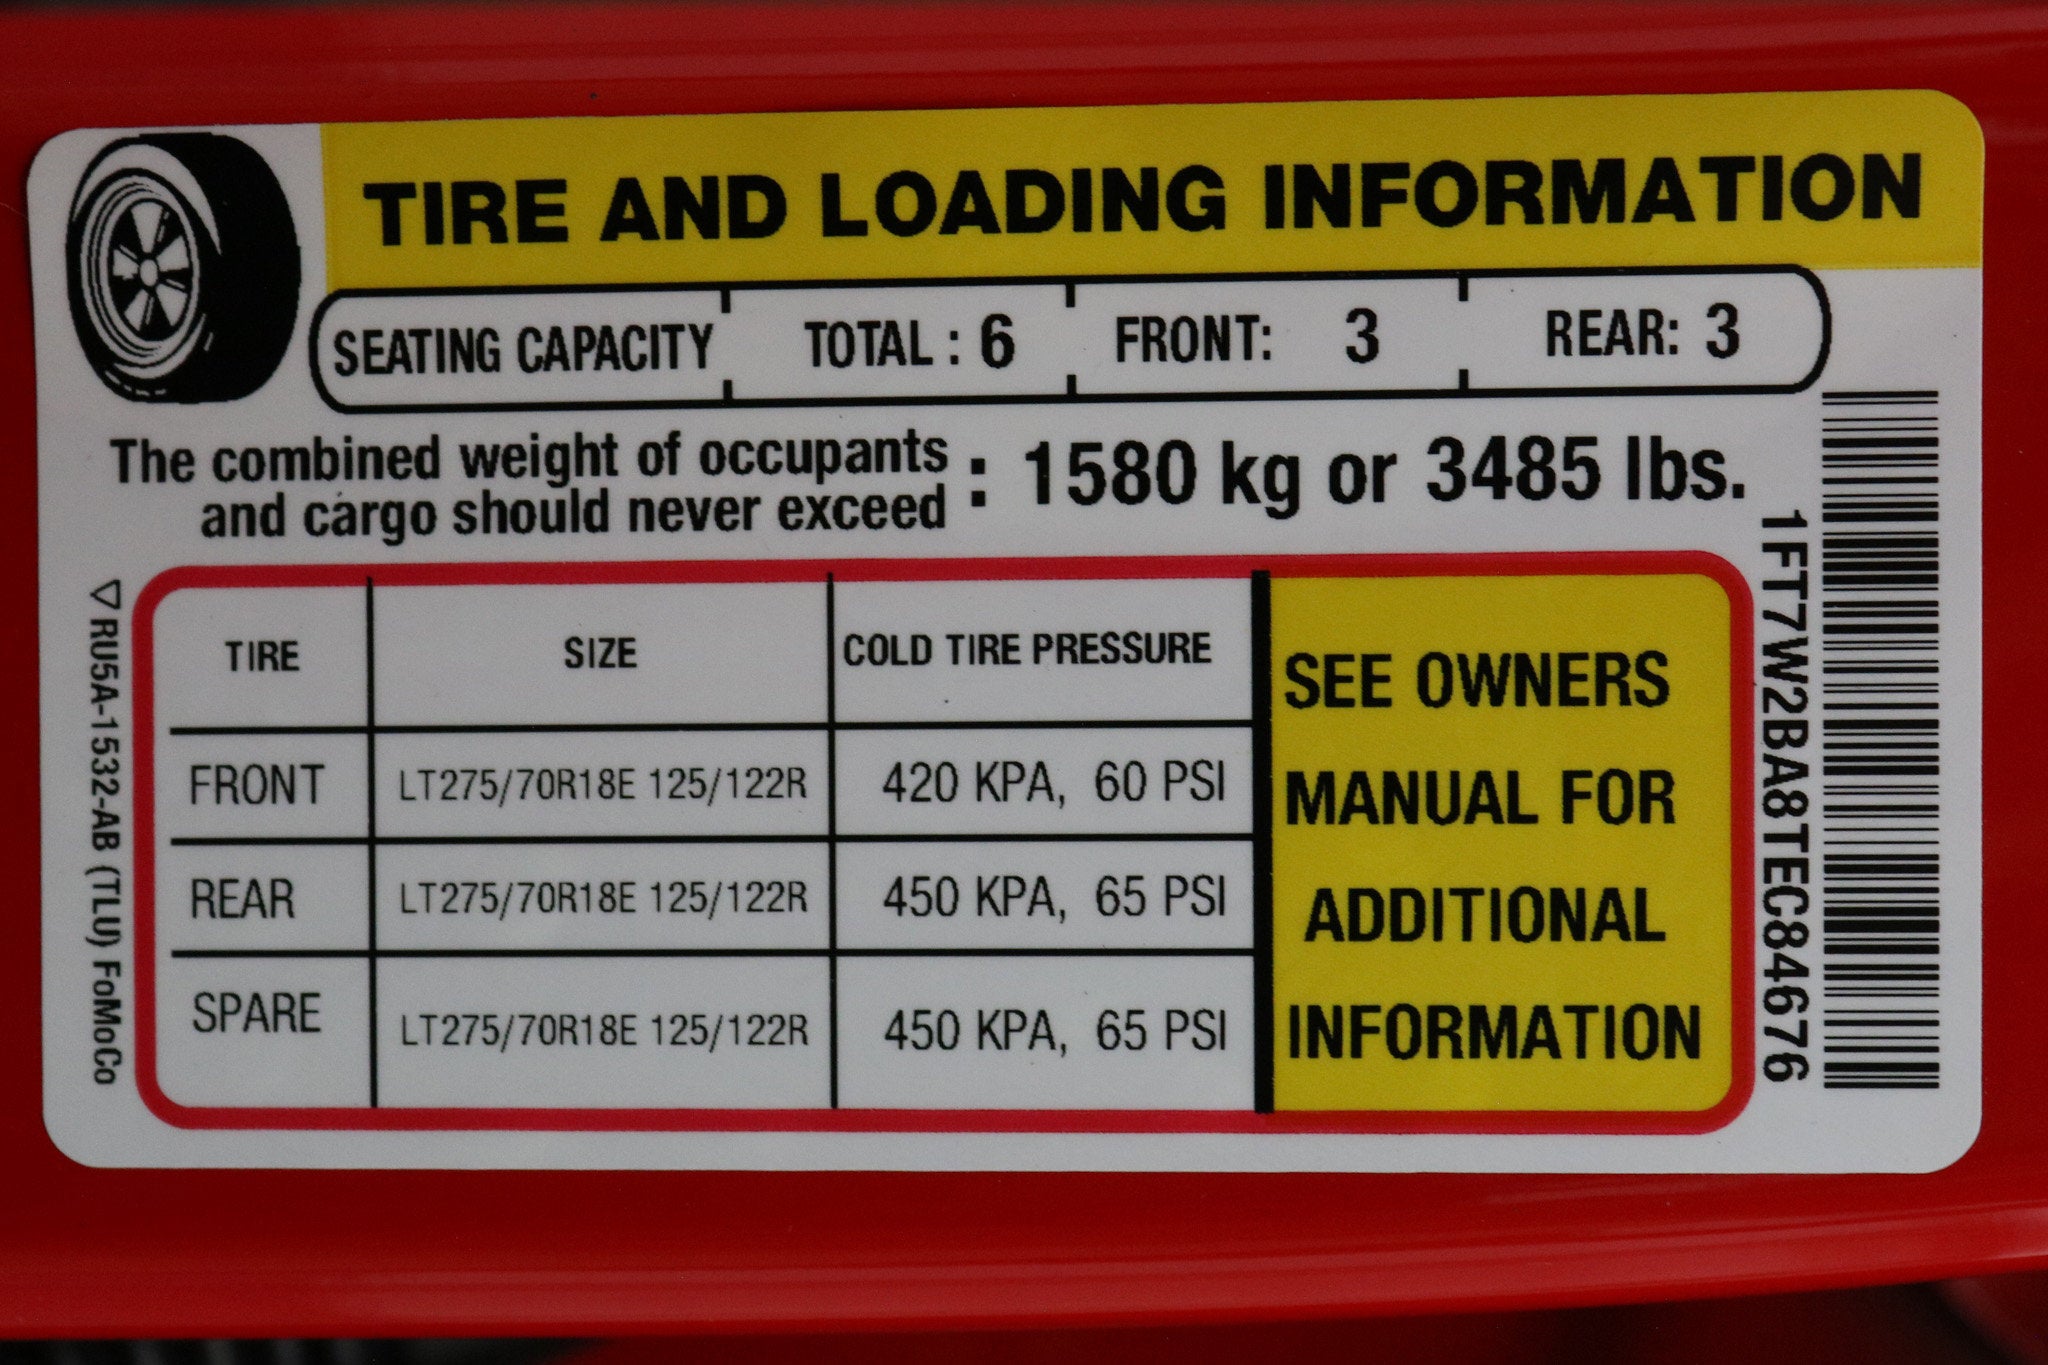 TIRE AND LOADING INFORMATION
SEATING CAPACITY TOTAL : 6 FRONT: 3 REAR: 3
The combined weight of occupants
and cargo should never exceed : 1580 kg or 3485 lbs.
TIRE SIZE COLD TIRE PRESSURE
FRONT LT275/70R18E 125/122R 420 KPA, 60 PSI
REAR LT275/70R18E 125/122R 450 KPA, 65 PSI
SPARE LT275/70R18E 125/122R 450 KPA, 65 PSI
SEE OWNERS
MANUAL FOR
ADDITIONAL
INFORMATION
1FT7W2BA8TEC84676
RU5A-1532-AB (TLU) FoMoCo